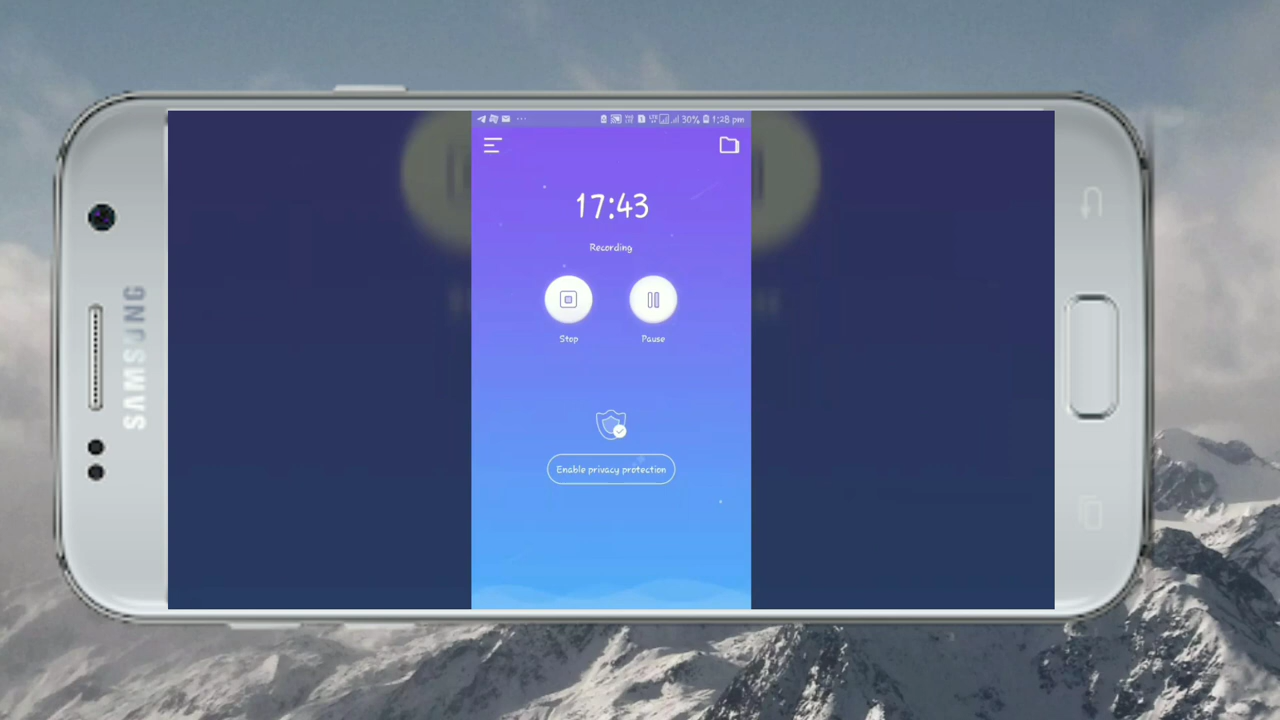 30% 1:28 pm
17:43
Recording
Stop
Pause
Enable privacy protection
SAMSUNG